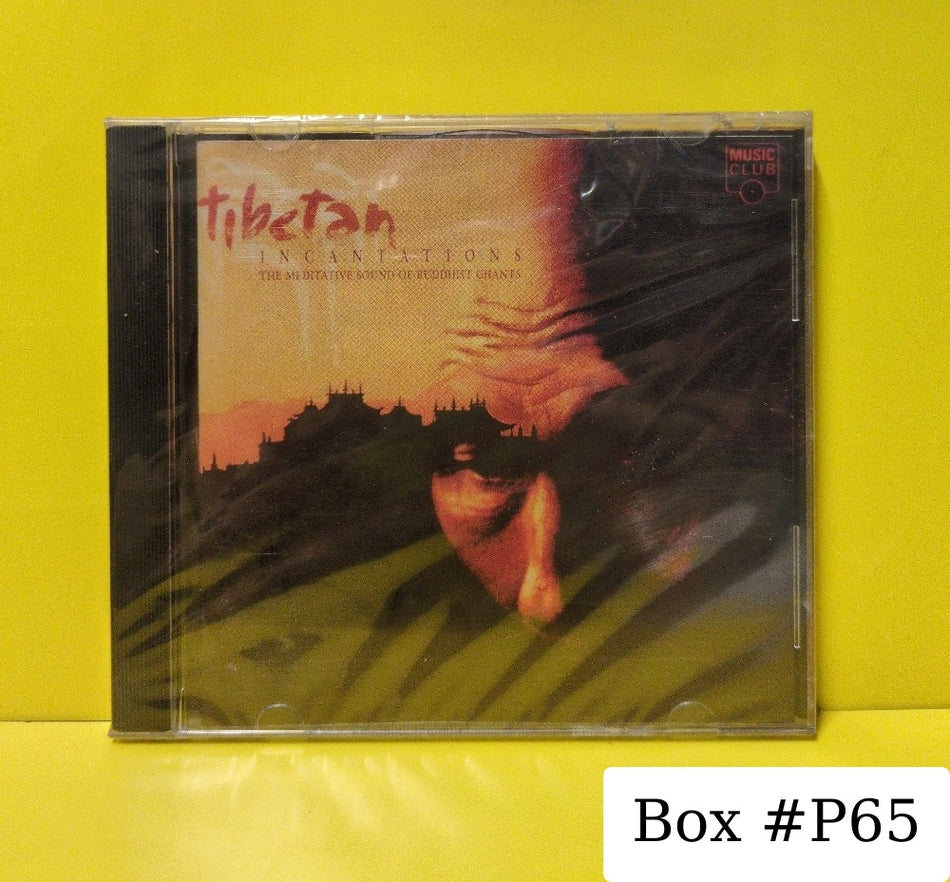 MUSIC
CLUB
tibetan
INCANTATIONS
THE MEDITATIVE SOUND OF BUDDHIST CHANTS
Box #P65